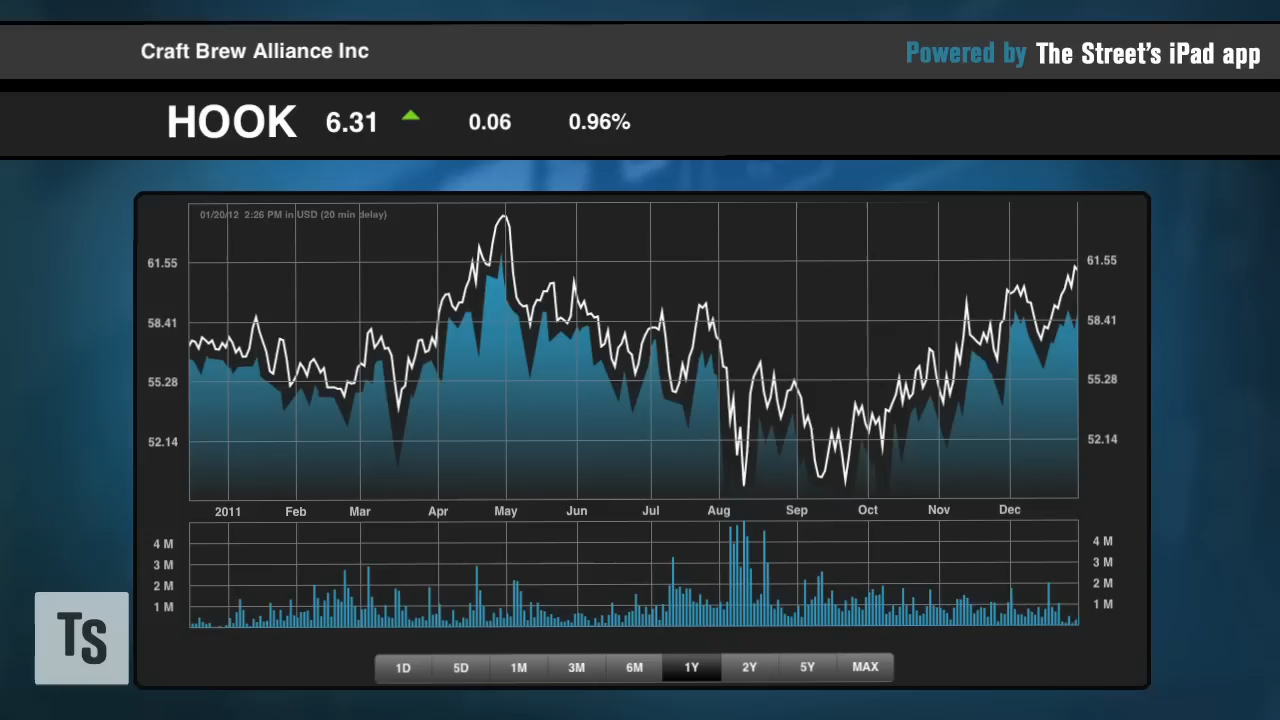 Craft Brew Alliance Inc
Powered by The Street's iPad app
HOOK 6.31 0.06 0.96%
01/20/12 2:26 PM in USD (20 min delay)
61.55 61.55
58.41 58.41
55.28 55.28
52.14 52.14
2011 Feb Mar Apr May Jun Jul Aug Sep Oct Nov Dec
4 M 4 M
3 M 3 M
2 M 2 M
1 M 1 M
TS
1D 5D 1M 3M 6M 1Y 2Y 5Y MAX